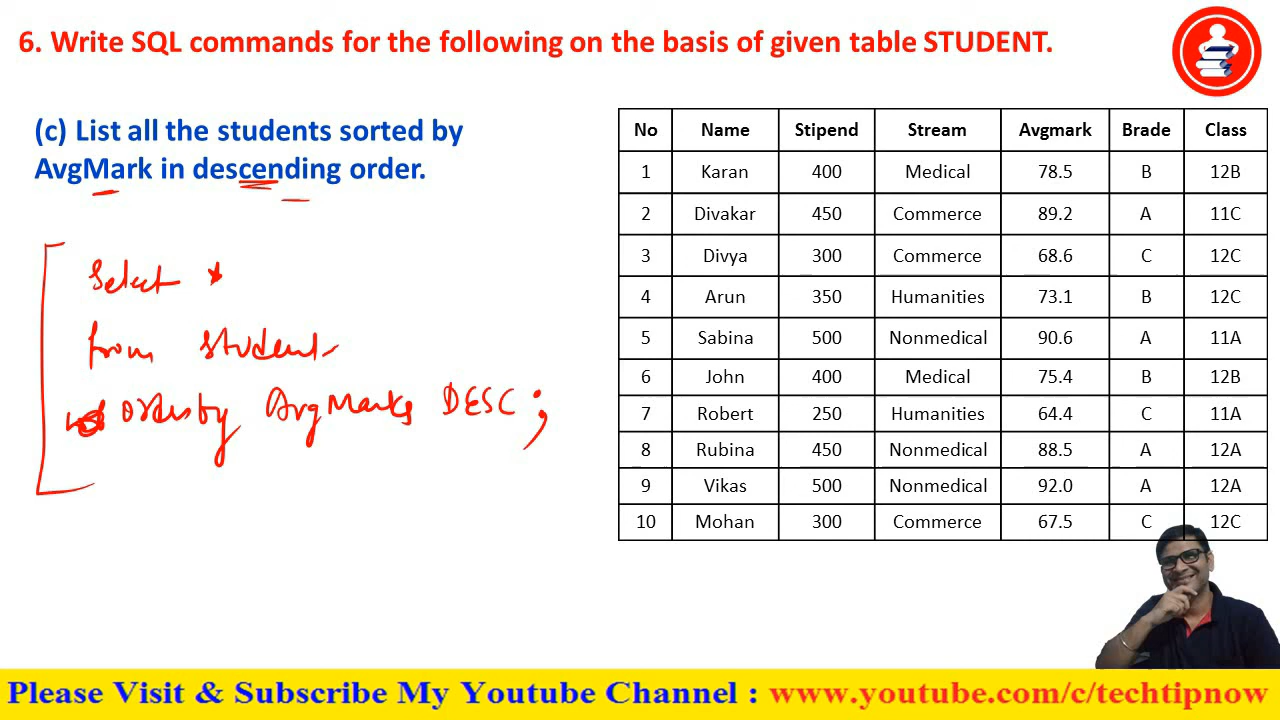 6. Write SQL commands for the following on the basis of given table STUDENT.
(c) List all the students sorted by
AvgMark in descending order.
Select *
from Student
order by AvgMarks DESC ;
No Name Stipend Stream Avgmark Brade Class
1 Karan 400 Medical 78.5 B 12B
2 Divakar 450 Commerce 89.2 A 11C
3 Divya 300 Commerce 68.6 C 12C
4 Arun 350 Humanities 73.1 B 12C
5 Sabina 500 Nonmedical 90.6 A 11A
6 John 400 Medical 75.4 B 12B
7 Robert 250 Humanities 64.4 C 11A
8 Rubina 450 Nonmedical 88.5 A 12A
9 Vikas 500 Nonmedical 92.0 A 12A
10 Mohan 300 Commerce 67.5 C 12C
Please Visit & Subscribe My Youtube Channel : www.youtube.com/c/techtipnow